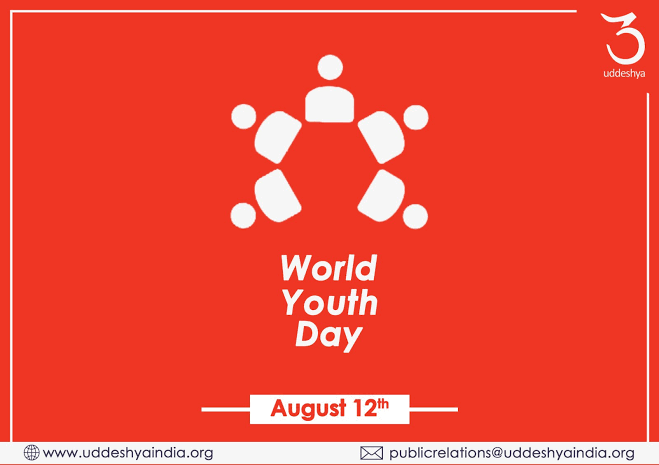 uddeshya
World
Youth
Day
August 12th
www.uddeshyaindia.org
publicrelations@uddeshyaindia.org